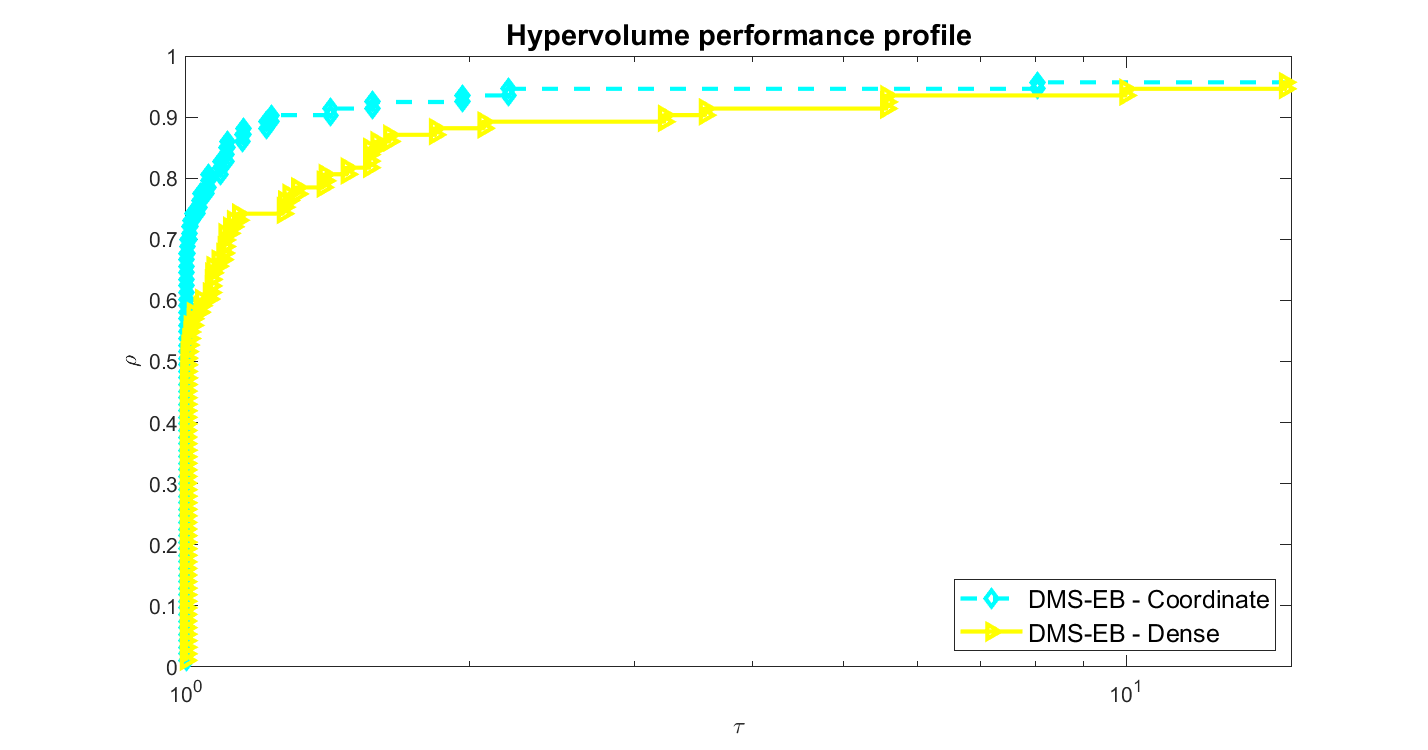 Hypervolume performance profile
1
0.9
0.8
0.7
0.6
ρ
0.5
0.4
0.3
0.2
0.1
0
DMS-EB - Coordinate
DMS-EB - Dense
10^0
10^1
τ